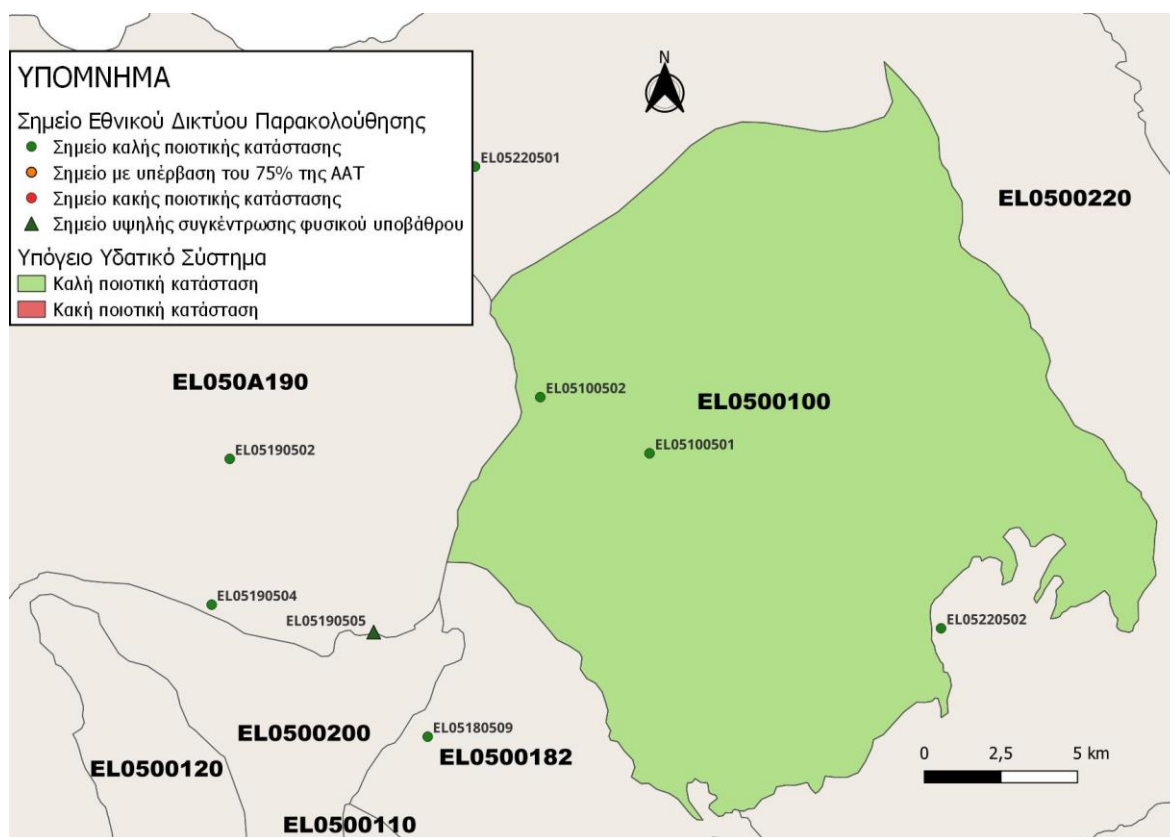 ΥΠΟΜΝΗΜΑ
Σημείο Εθνικού Δικτύου Παρακολούθησης
Σημείο καλής ποιοτικής κατάστασης
Σημείο με υπέρβαση του 75% της ΑΑΤ
Σημείο κακής ποιοτικής κατάστασης
Σημείο υψηλής συγκέντρωσης φυσικού υποβάθρου
Υπόγειο Υδατικό Σύστημα
Καλή ποιοτική κατάσταση
Κακή ποιοτική κατάσταση
N
EL05220501
EL0500220
EL050A190
EL05100502
EL0500100
EL05190502
EL05100501
EL05190504
EL05190505
EL05220502
EL0500200
EL05180509
EL0500182
EL0500120
EL0500110
0 2,5 5 km